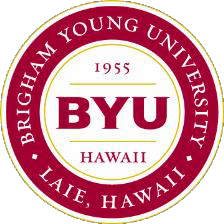 BRIGHAM YOUNG UNIVERSITY
1955
BYU
HAWAII
• LAIE, HAWAII •